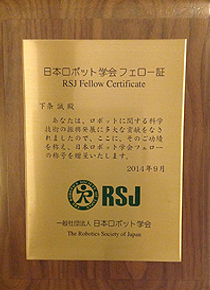 日本ロボット学会フェロー証
RSJ Fellow Certificate
下条 誠 殿
あなたは、ロボットに関する科学
技術の振興発展に多大な貢献をなさ
れましたので、ここに、そのご功績
を称え、日本ロボット学会フェロー
の称号を贈呈いたします。
2014年9月
RSJ
一般社団法人 日本ロボット学会
The Robotics Society of Japan